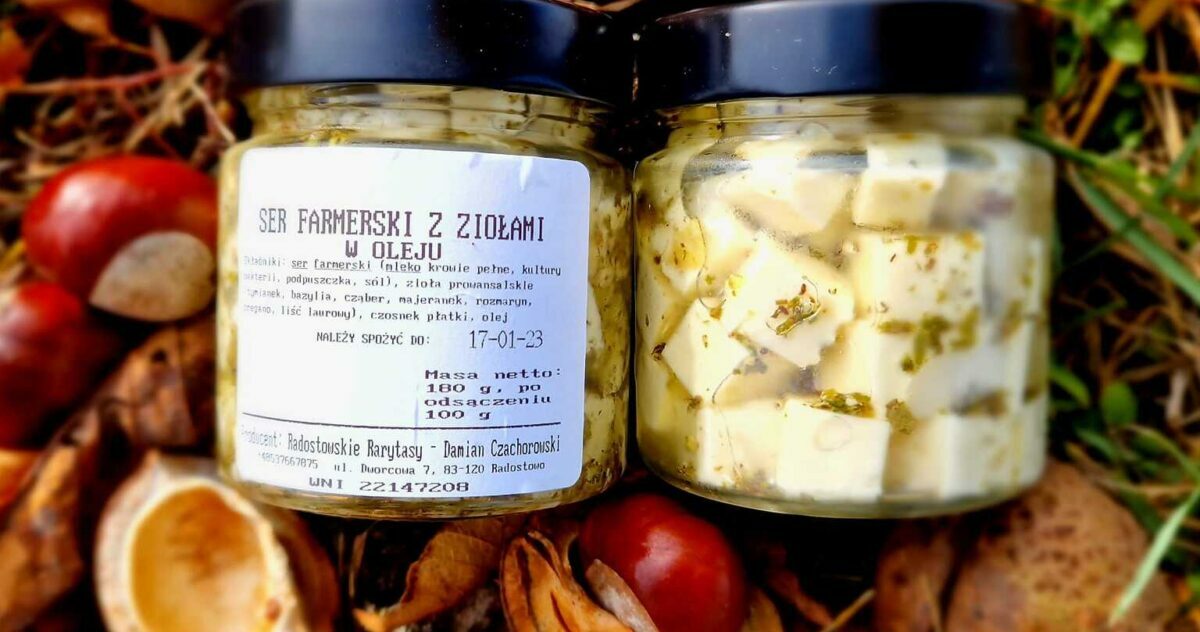 SER FARMERSKI Z ZIOŁAMI
W OLEJU
Składniki: ser farmerski (mleko krowie pełne, kultury
bakterii, podpuszczka, sól), zioła prowansalskie
(tymianek, bazylia, cząber, majeranek, rozmaryn,
oregano, liść laurowy), czosnek płatki, olej
NALEŻY SPOŻYĆ DO: 17-01-23
Masa netto:
180 g, po
odsączeniu
100 g
Producent: Radostowskie Rarytasy - Damian Czachorowski
48537667875 ul. Dworcowa 7, 83-120 Radostowo
WNI 22147208